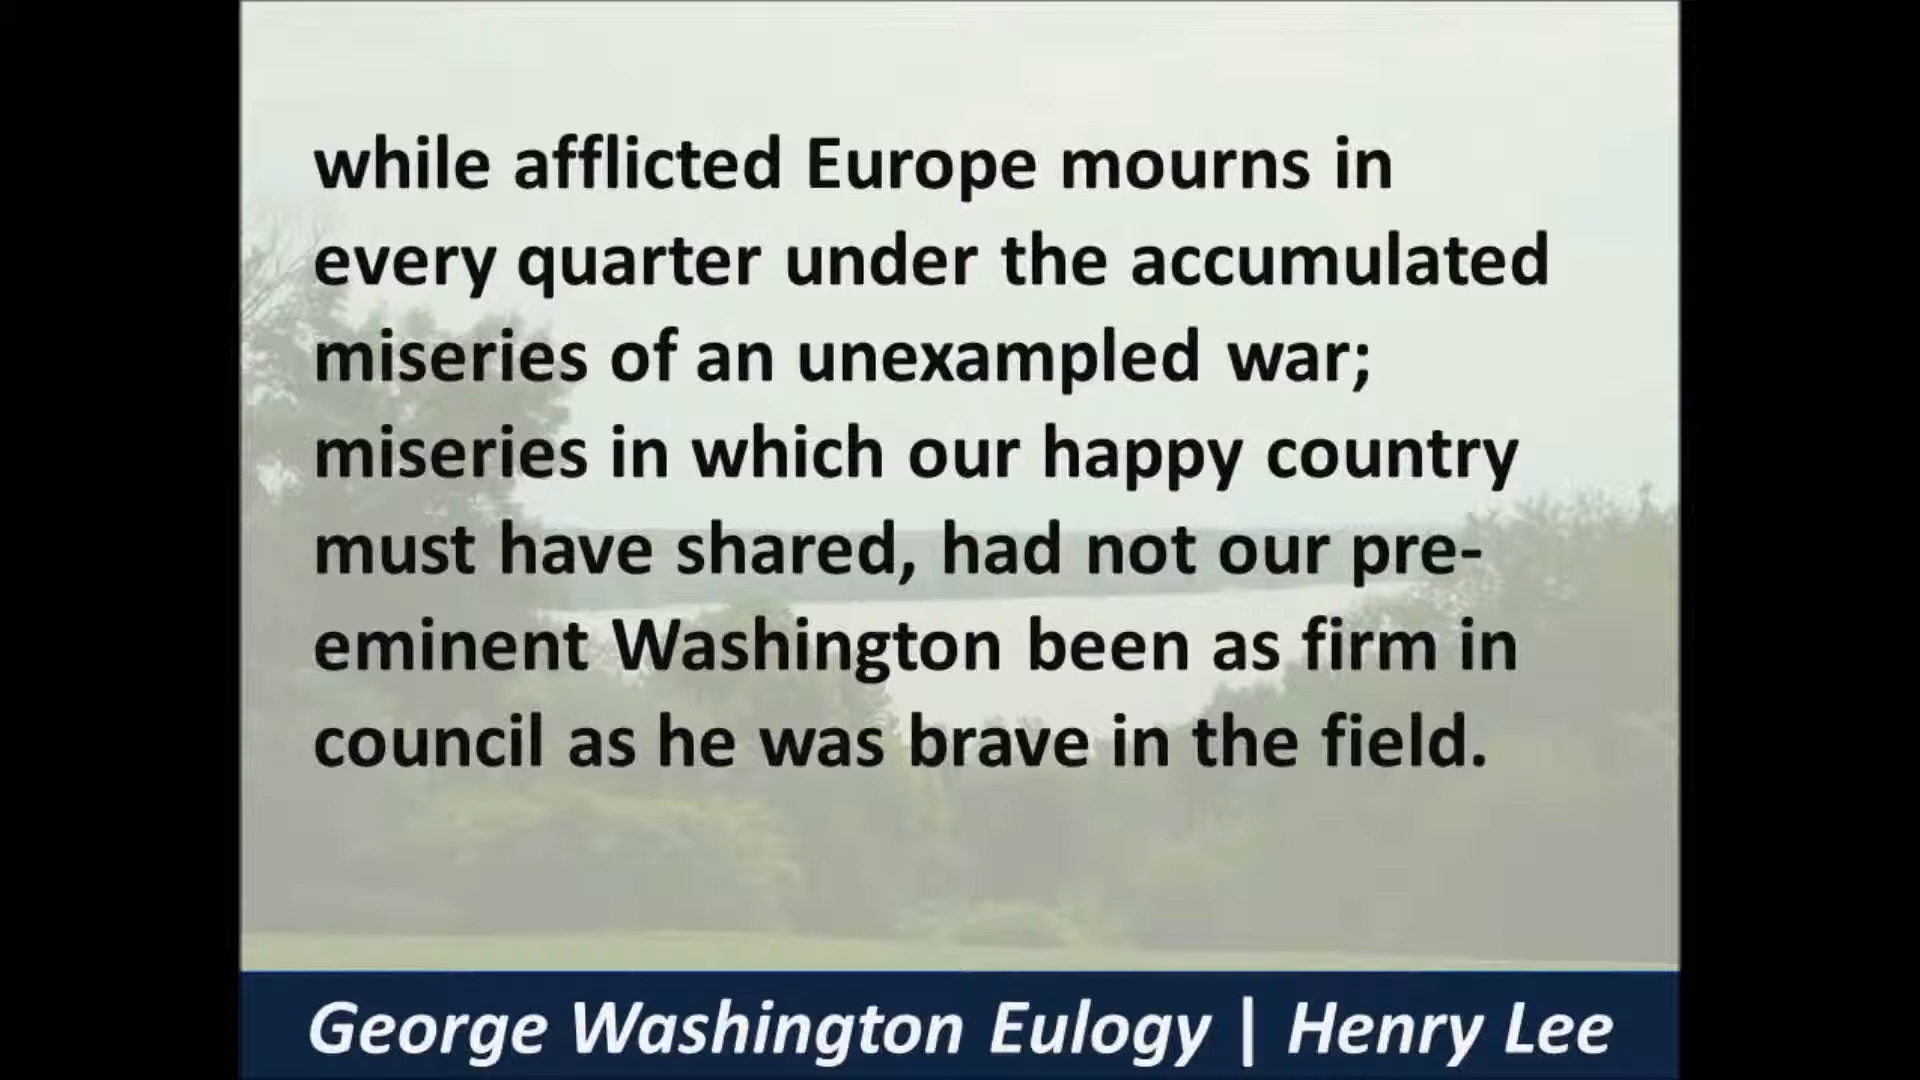 while afflicted Europe mourns in
every quarter under the accumulated
miseries of an unexampled war;
miseries in which our happy country
must have shared, had not our pre-
eminent Washington been as firm in
council as he was brave in the field.
George Washington Eulogy | Henry Lee